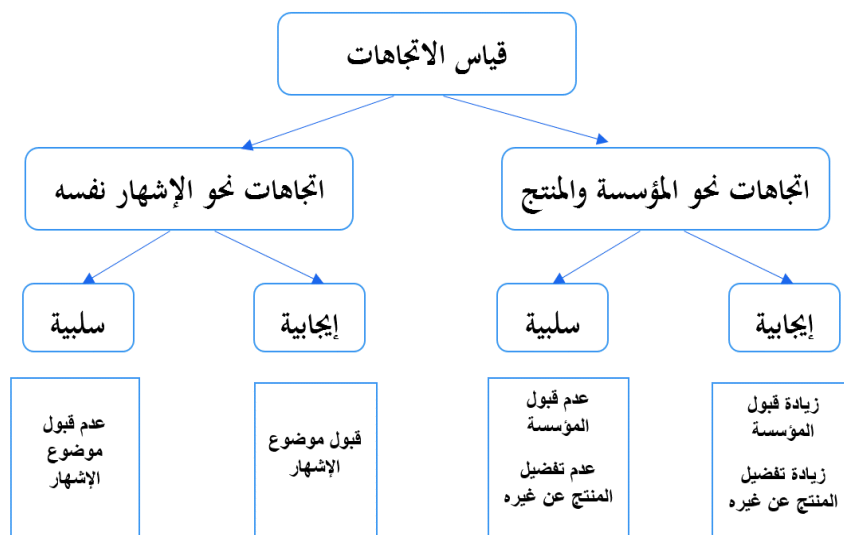 قياس الاتجاهات
اتجاهات نحو المؤسسة والمنتج
اتجاهات نحو الإشهار نفسه
إيجابية
سلبية
إيجابية
سلبية
زيادة قبول
المؤسسة
زيادة تفضيل
المنتج عن غيره
عدم قبول
المؤسسة
عدم تفضيل
المنتج عن غيره
قبول موضوع
الإشهار
عدم قبول
موضوع
الإشهار